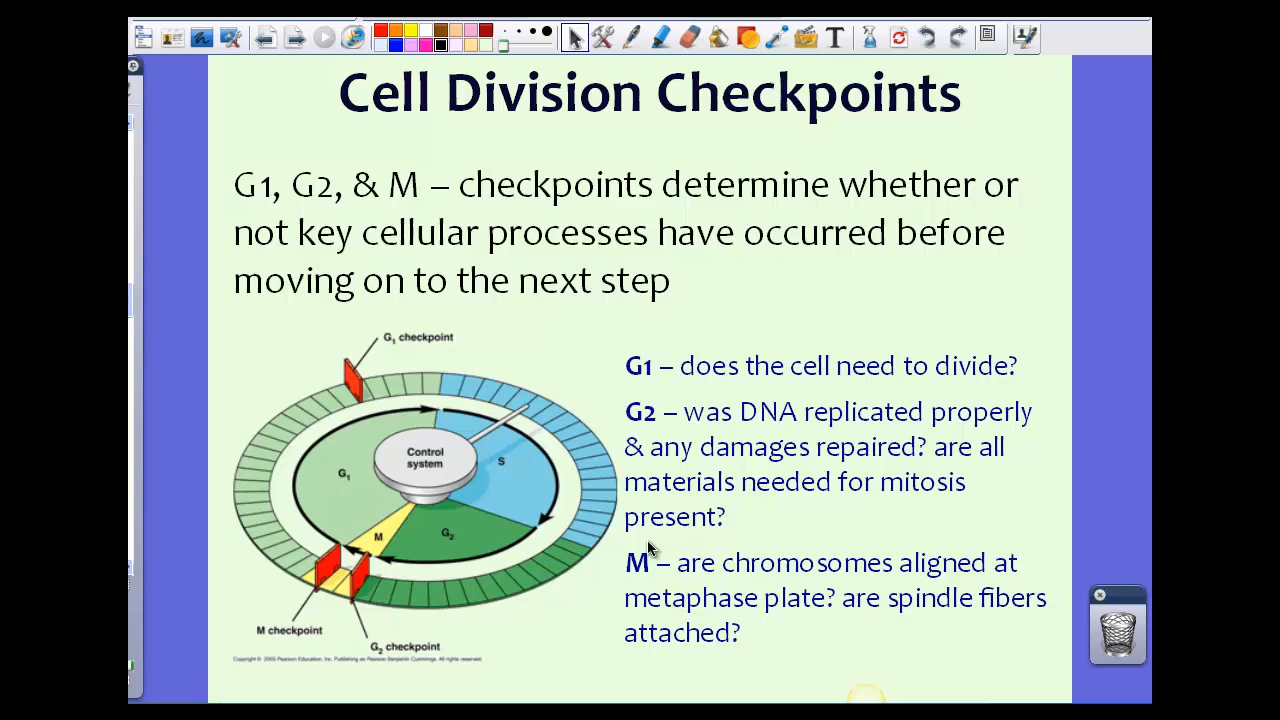 Cell Division Checkpoints
G1, G2, & M – checkpoints determine whether or
not key cellular processes have occurred before
moving on to the next step
G1 checkpoint
Control
system
G1
S
M
G2
M checkpoint
G2 checkpoint
Copyright © 2005 Pearson Education, Inc. Publishing as Pearson Benjamin Cummings. All rights reserved.
G1 – does the cell need to divide?
G2 – was DNA replicated properly
& any damages repaired? are all
materials needed for mitosis
present?
M – are chromosomes aligned at
metaphase plate? are spindle fibers
attached?